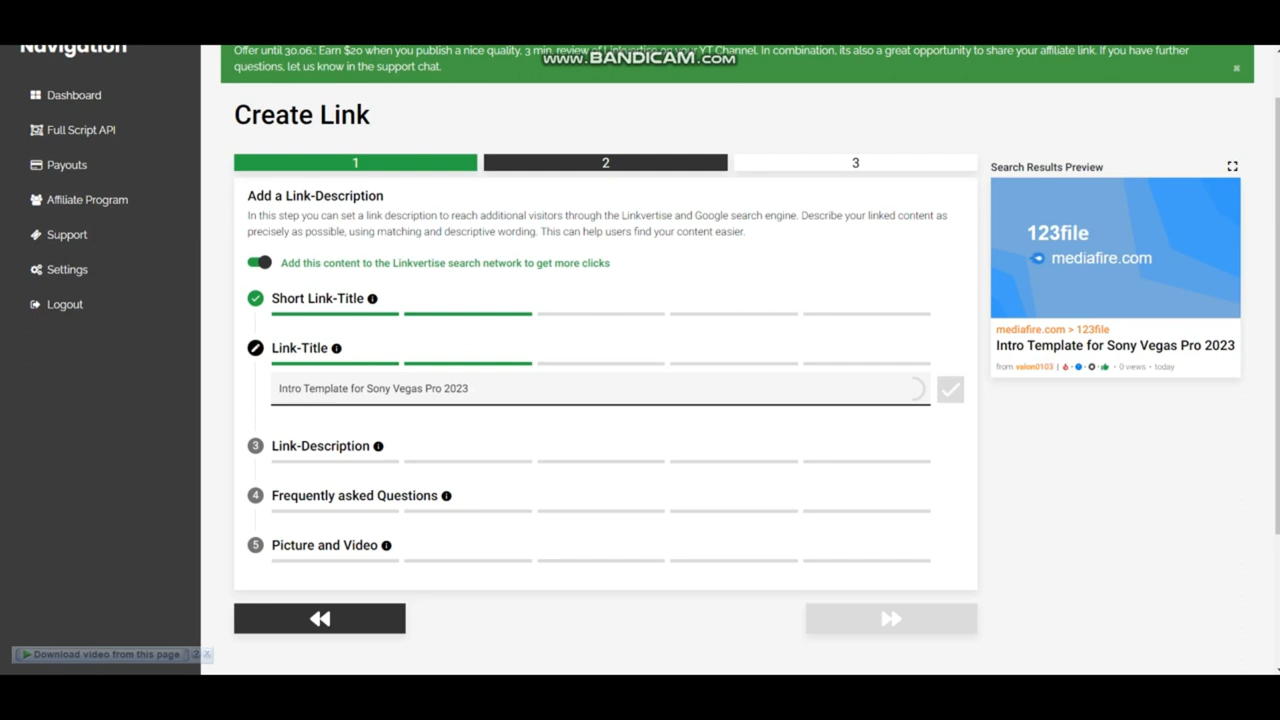 Navigation
Dashboard
Full Script API
Payouts
Affiliate Program
Support
Settings
Logout
Download video from this page
www.BANDICAM.com
Offer until 30.06.: Earn $20 when you publish a nice quality, 3 min. review of Linkvertise on your YT Channel. In combination, its also a great opportunity to share your affiliate link. If you have further
questions, let us know in the support chat.
Create Link
1
2
3
Add a Link-Description
In this step you can set a link description to reach additional visitors through the Linkvertise and Google search engine. Describe your linked content as
precisely as possible, using matching and descriptive wording. This can help users find your content easier.
Add this content to the Linkvertise search network to get more clicks
Short Link-Title
Link-Title
Intro Template for Sony Vegas Pro 2023
3 Link-Description
4 Frequently asked Questions
5 Picture and Video
Search Results Preview
123file
mediafire.com
mediafire.com > 123file
Intro Template for Sony Vegas Pro 2023
from valon0103 | 0 views • today